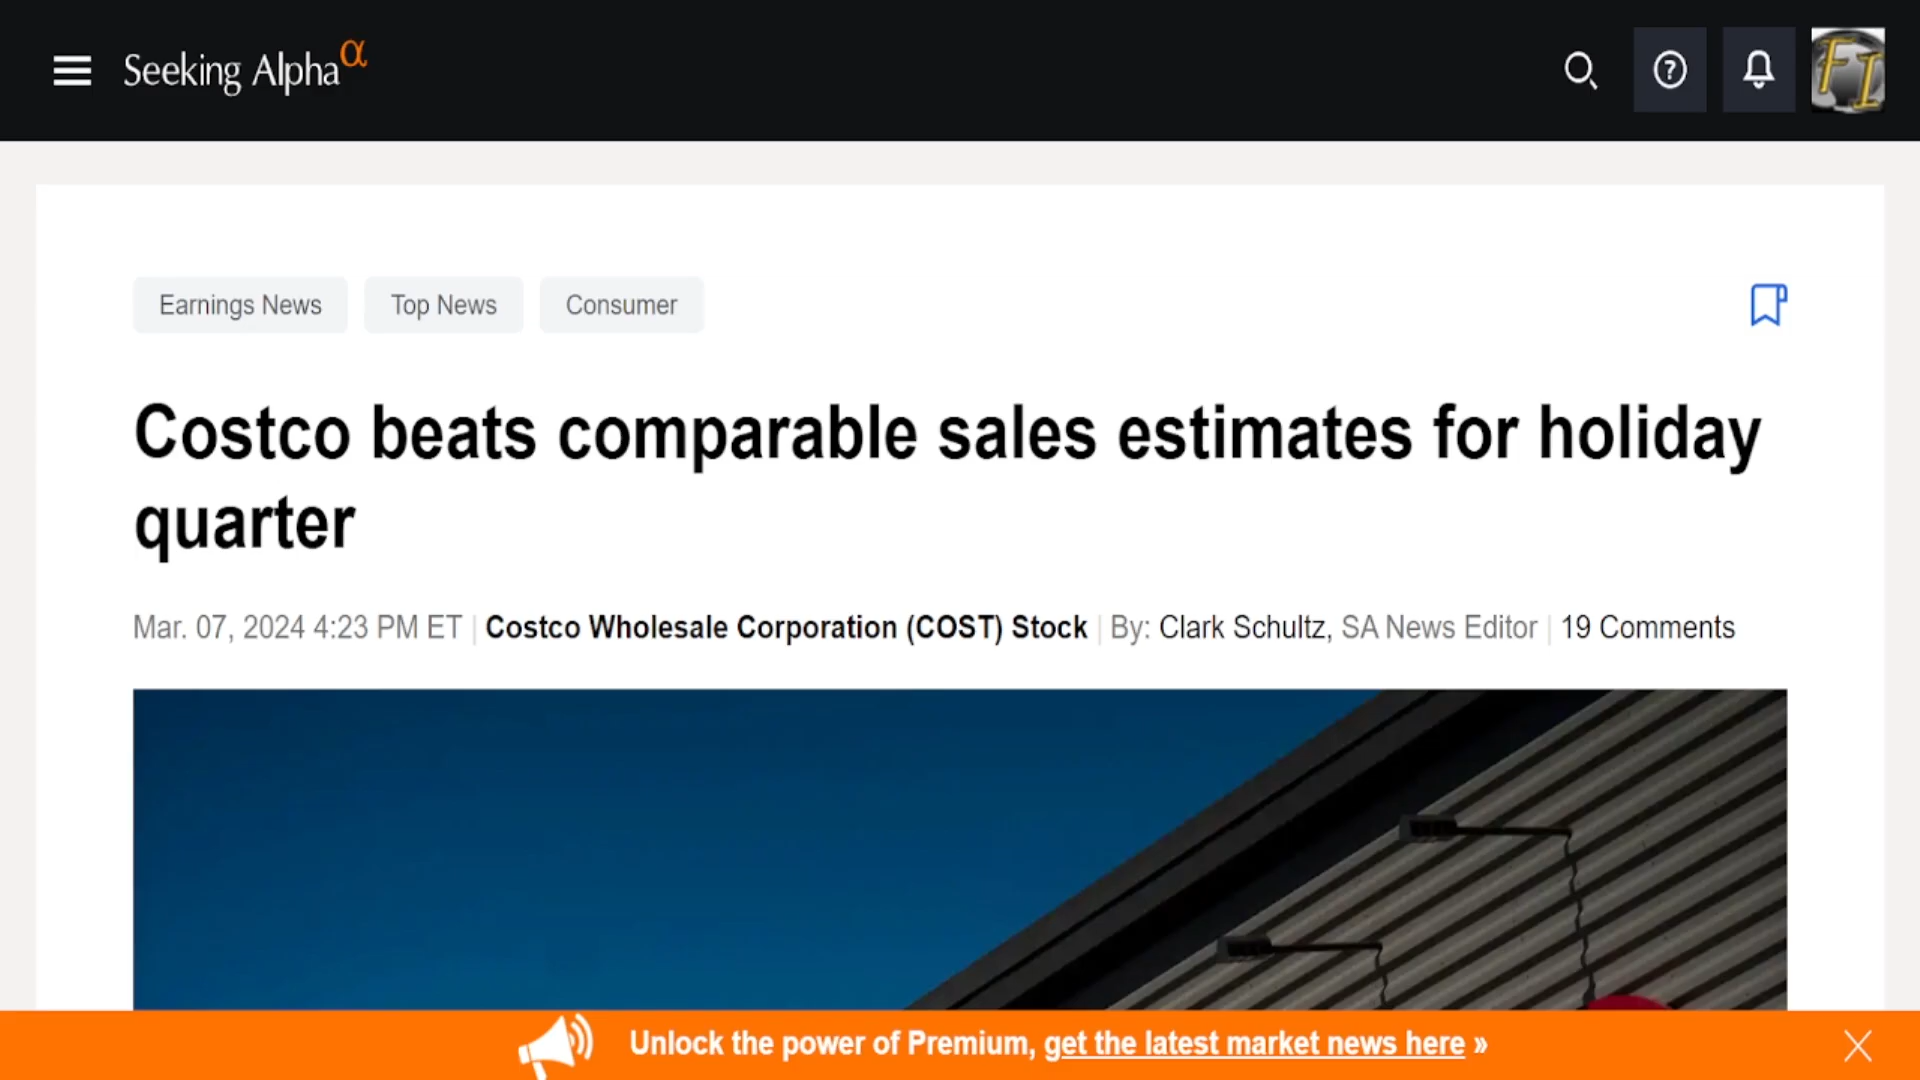 Seeking Alphaα
FI
Earnings News Top News Consumer
Costco beats comparable sales estimates for holiday
quarter
Mar. 07, 2024 4:23 PM ET | Costco Wholesale Corporation (COST) Stock | By: Clark Schultz, SA News Editor | 19 Comments
Unlock the power of Premium, get the latest market news here »